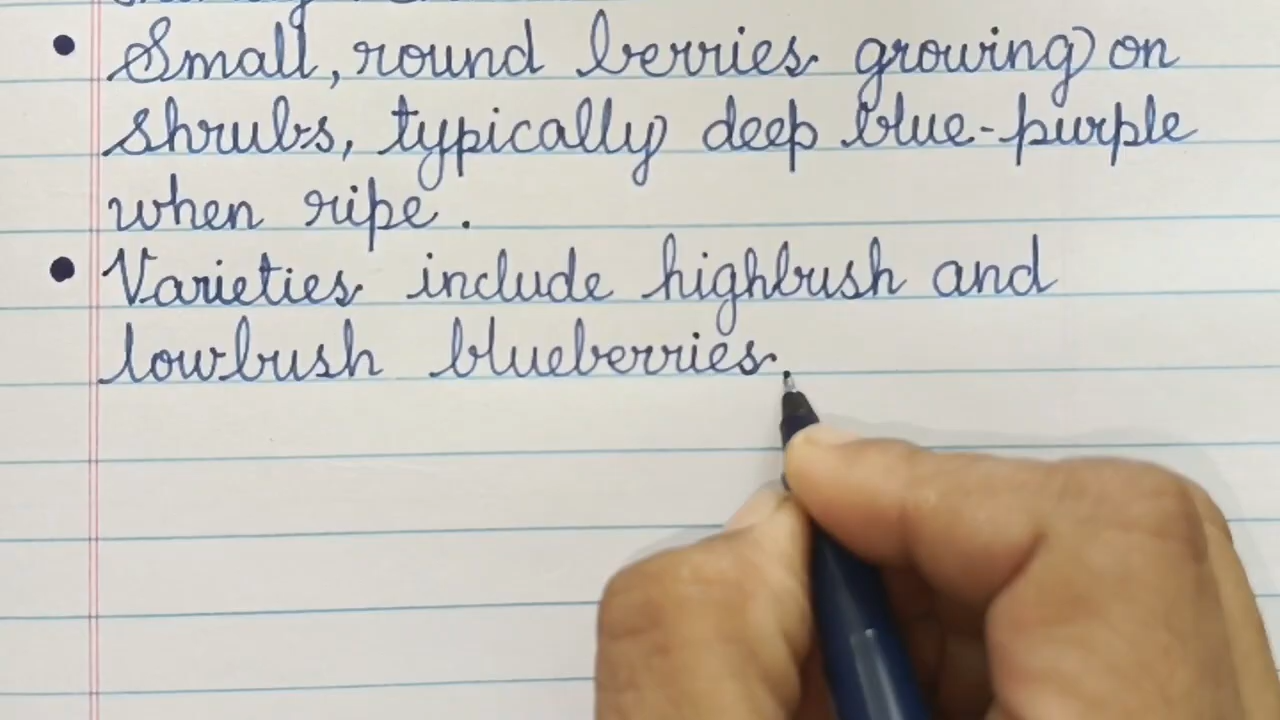 Small, round berries growing on
shrubs, typically deep blue-purple
when ripe.
Varieties include highbush and
lowbush blueberries.